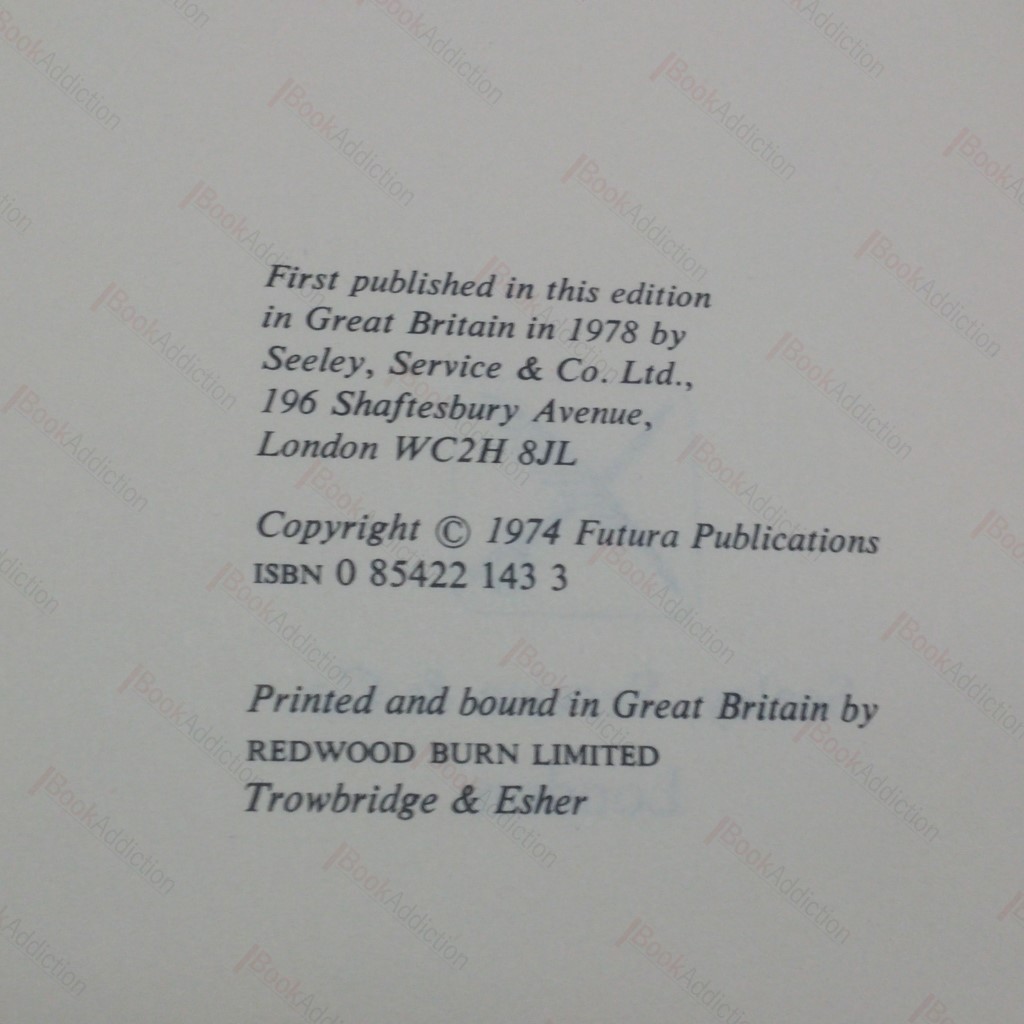 First published in this edition
in Great Britain in 1978 by
Seeley, Service & Co. Ltd.,
196 Shaftesbury Avenue,
London WC2H 8JL
Copyright © 1974 Futura Publications
ISBN 0 85422 143 3
Printed and bound in Great Britain by
REDWOOD BURN LIMITED
Trowbridge & Esher
BookAddiction